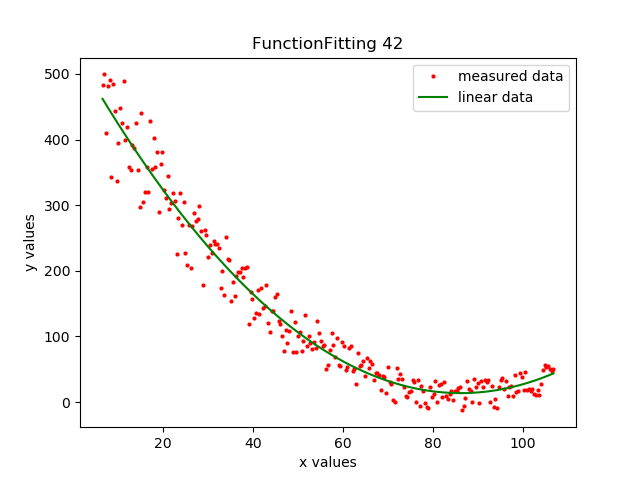 FunctionFitting 42
measured data
linear data
500
400
300
200
100
0
y values
20
40
60
80
100
x values